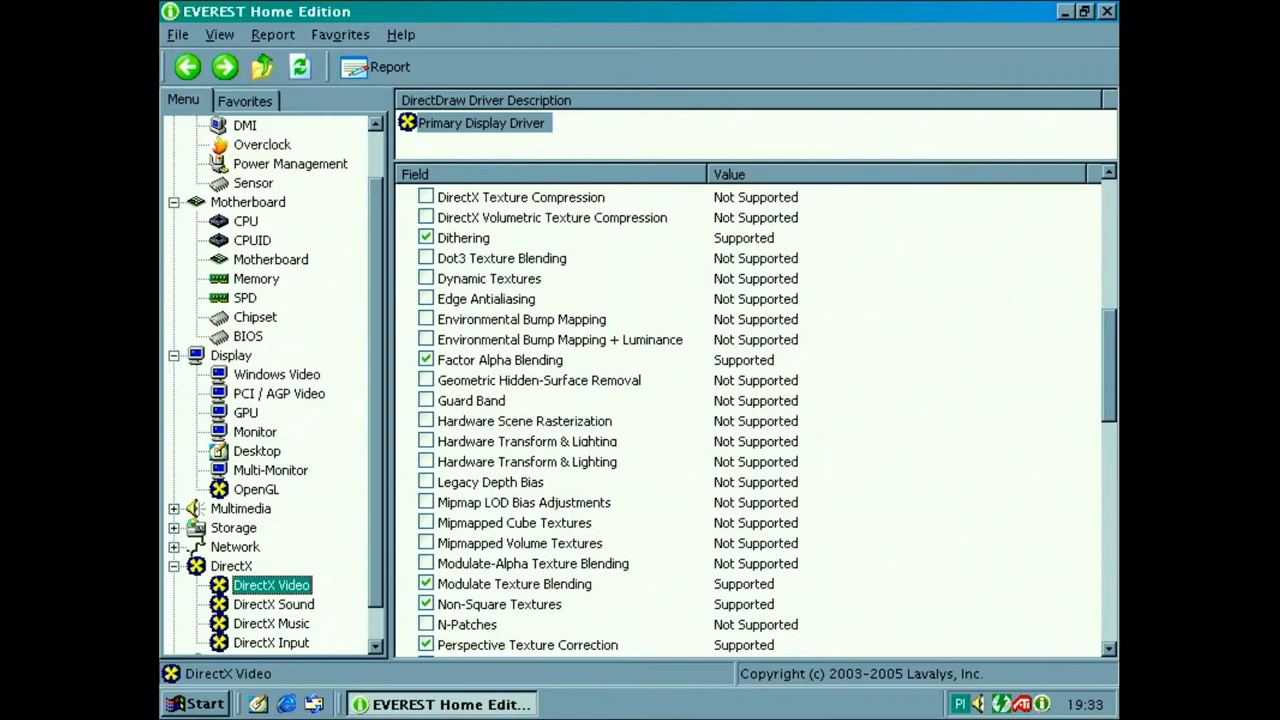 EVEREST Home Edition
File View Report Favorites Help
Report
Menu Favorites
DMI
Overclock
Power Management
Sensor
Motherboard
CPU
CPUID
Motherboard
Memory
SPD
Chipset
BIOS
Display
Windows Video
PCI / AGP Video
GPU
Monitor
Desktop
Multi-Monitor
OpenGL
Multimedia
Storage
Network
DirectX
DirectX Video
DirectX Sound
DirectX Music
DirectX Input
DirectDraw Driver Description
Primary Display Driver
Field Value
DirectX Texture Compression Not Supported
DirectX Volumetric Texture Compression Not Supported
Dithering Supported
Dot3 Texture Blending Not Supported
Dynamic Textures Not Supported
Edge Antialiasing Not Supported
Environmental Bump Mapping Not Supported
Environmental Bump Mapping + Luminance Not Supported
Factor Alpha Blending Supported
Geometric Hidden-Surface Removal Not Supported
Guard Band Not Supported
Hardware Scene Rasterization Not Supported
Hardware Transform & Lighting Not Supported
Hardware Transform & Lighting Not Supported
Legacy Depth Bias Not Supported
Mipmap LOD Bias Adjustments Not Supported
Mipmapped Cube Textures Not Supported
Mipmapped Volume Textures Not Supported
Modulate-Alpha Texture Blending Not Supported
Modulate Texture Blending Supported
Non-Square Textures Supported
N-Patches Not Supported
Perspective Texture Correction Supported
DirectX Video Copyright (c) 2003-2005 Lavalys, Inc.
Start EVEREST Home Edit... Pl ATI 19:33